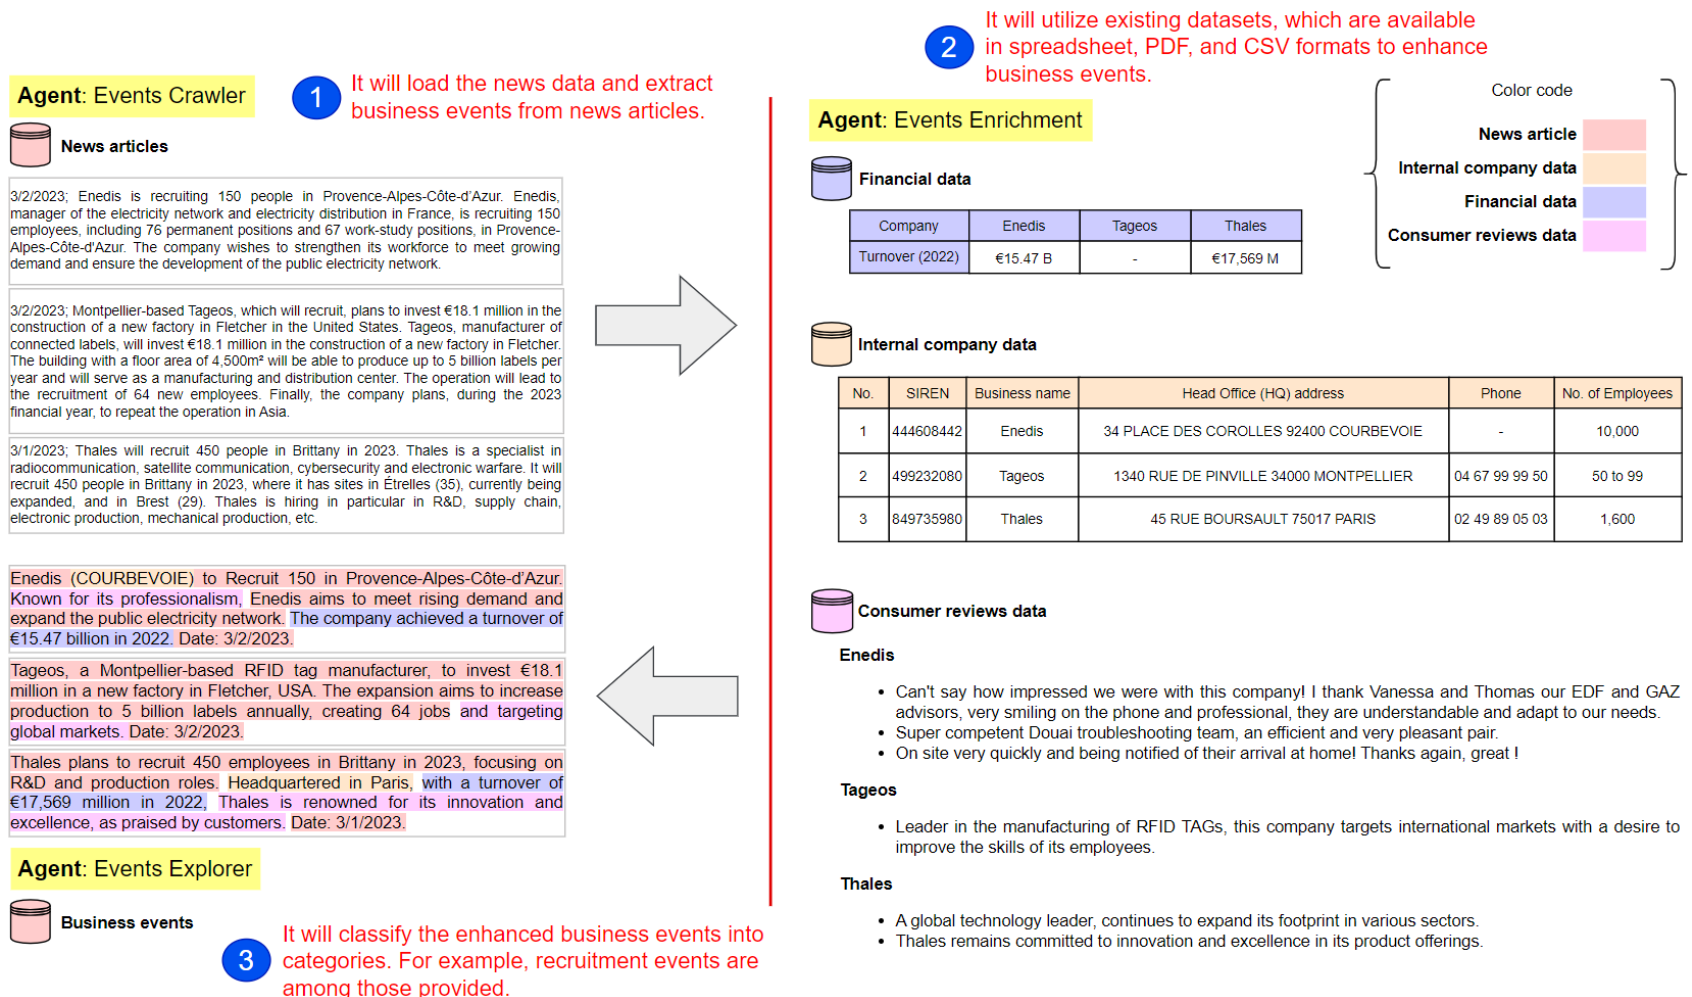 Agent: Events Crawler
1
It will load the news data and extract
business events from news articles.
News articles
3/2/2023; Enedis is recruiting 150 people in Provence-Alpes-Côte-d'Azur. Enedis,
manager of the electricity network and electricity distribution in France, is recruiting 150
employees, including 76 permanent positions and 67 work-study positions, in Provence-
Alpes-Côte-d'Azur. The company wishes to strengthen its workforce to meet growing
demand and ensure the development of the public electricity network.
3/2/2023; Montpellier-based Tageos, which will recruit, plans to invest €18.1 million in the
construction of a new factory in Fletcher in the United States. Tageos, manufacturer of
connected labels, will invest €18.1 million in the construction of a new factory in Fletcher.
The building with a floor area of 4,500m² will be able to produce up to 5 billion labels per
year and will serve as a manufacturing and distribution center. The operation will lead to
the recruitment of 64 new employees. Finally, the company plans, during the 2023
financial year, to repeat the operation in Asia.
3/1/2023; Thales will recruit 450 people in Brittany in 2023. Thales is a specialist in
radiocommunication, satellite communication, cybersecurity and electronic warfare. It will
recruit 450 people in Brittany in 2023, where it has sites in Étrelles (35), currently being
expanded, and in Brest (29). Thales is hiring in particular in R&D, supply chain,
electronic production, mechanical production, etc.
Enedis (COURBEVOIE) to Recruit 150 in Provence-Alpes-Côte-d'Azur.
Known for its professionalism, Enedis aims to meet rising demand and
expand the public electricity network. The company achieved a turnover of
€15.47 billion in 2022. Date: 3/2/2023.
Tageos, a Montpellier-based RFID tag manufacturer, to invest €18.1
million in a new factory in Fletcher, USA. The expansion aims to increase
production to 5 billion labels annually, creating 64 jobs and targeting
global markets. Date: 3/2/2023.
Thales plans to recruit 450 employees in Brittany in 2023, focusing on
R&D and production roles. Headquartered in Paris, with a turnover of
€17,569 million in 2022, Thales is renowned for its innovation and
excellence, as praised by customers. Date: 3/1/2023.
Agent: Events Explorer
Business events
3
It will classify the enhanced business events into
categories. For example, recruitment events are
among those provided.
2
It will utilize existing datasets, which are available
in spreadsheet, PDF, and CSV formats to enhance
business events.
Agent: Events Enrichment
Color code
News article
Internal company data
Financial data
Consumer reviews data
Financial data
Company Enedis Tageos Thales
Turnover (2022) €15.47 B - €17,569 M
Internal company data
No. SIREN Business name Head Office (HQ) address Phone No. of Employees
1 444608442 Enedis 34 PLACE DES COROLLES 92400 COURBEVOIE - 10,000
2 499232080 Tageos 1340 RUE DE PINVILLE 34000 MONTPELLIER 04 67 99 99 50 50 to 99
3 849735980 Thales 45 RUE BOURSAULT 75017 PARIS 02 49 89 05 03 1,600
Consumer reviews data
Enedis
• Can't say how impressed we were with this company! I thank Vanessa and Thomas our EDF and GAZ
advisors, very smiling on the phone and professional, they are understandable and adapt to our needs.
• Super competent Douai troubleshooting team, an efficient and very pleasant pair.
• On site very quickly and being notified of their arrival at home! Thanks again, great !
Tageos
• Leader in the manufacturing of RFID TAGs, this company targets international markets with a desire to
improve the skills of its employees.
Thales
• A global technology leader, continues to expand its footprint in various sectors.
• Thales remains committed to innovation and excellence in its product offerings.